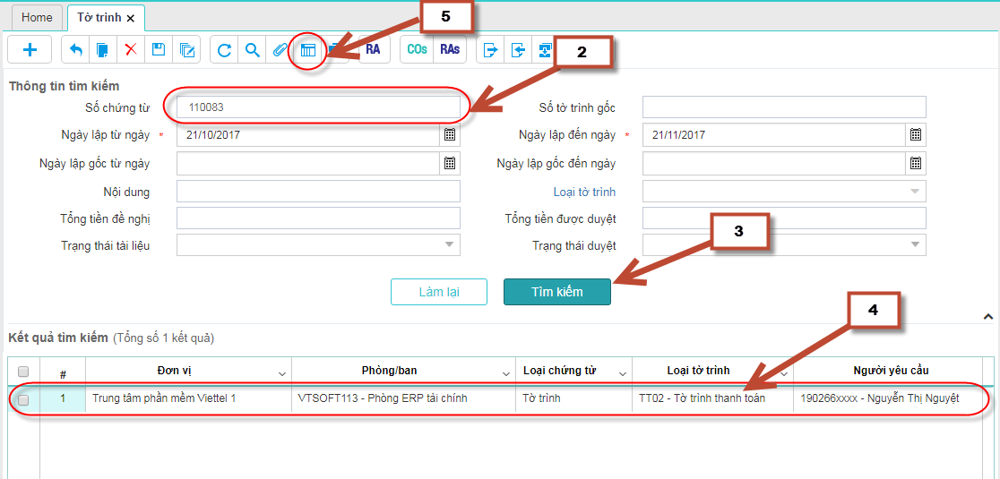 Home
Tờ trình
5
RA
COs
RAs
2
Thông tin tìm kiếm
Số chứng từ
110083
Số tờ trình gốc
Ngày lập từ ngày *
21/10/2017
Ngày lập đến ngày *
21/11/2017
Ngày lập gốc từ ngày
Ngày lập gốc đến ngày
Nội dung
Loại tờ trình
Tổng tiền đề nghị
Tổng tiền được duyệt
Trạng thái tài liệu
Trạng thái duyệt
3
Làm lại
Tìm kiếm
4
Kết quả tìm kiếm (Tổng số 1 kết quả)
# Đơn vị Phòng/ban Loại chứng từ Loại tờ trình Người yêu cầu
1 Trung tâm phần mềm Viettel 1 VTSOFT113 - Phòng ERP tài chính Tờ trình TT02 - Tờ trình thanh toán 190266xxxx - Nguyễn Thị Nguyệt